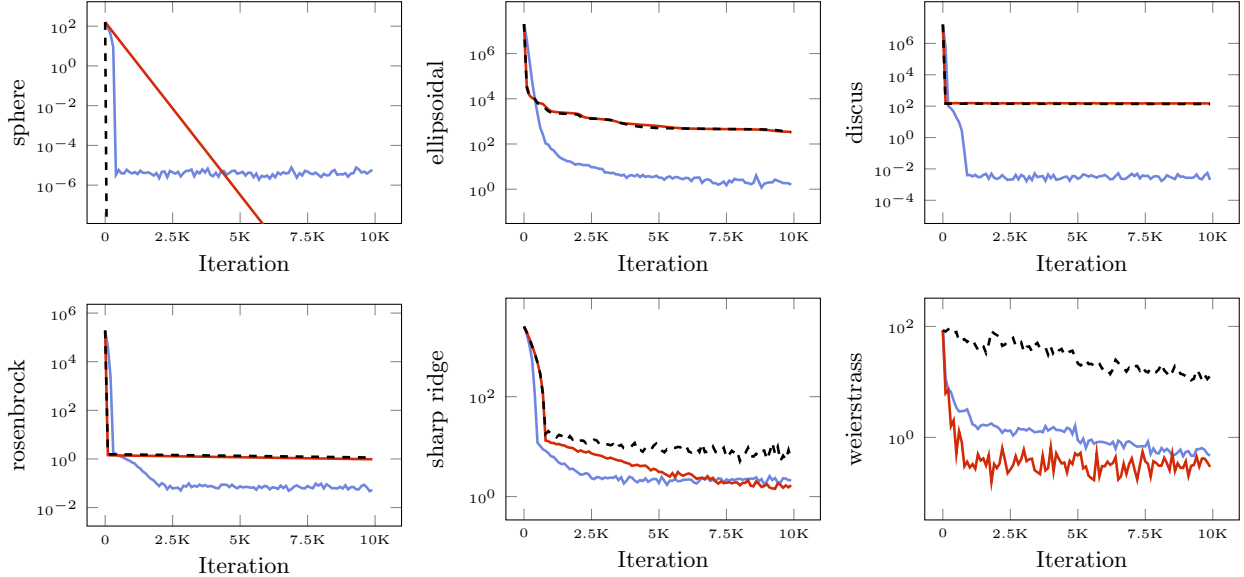 sphere
10^2
10^0
10^-2
10^-4
10^-6
0
2.5K
5K
7.5K
10K
Iteration
ellipsoidal
10^6
10^4
10^2
10^0
0
2.5K
5K
7.5K
10K
Iteration
discus
10^6
10^4
10^2
10^0
10^-2
10^-4
0
2.5K
5K
7.5K
10K
Iteration
rosenbrock
10^6
10^4
10^2
10^0
10^-2
0
2.5K
5K
7.5K
10K
Iteration
sharp ridge
10^2
10^0
0
2.5K
5K
7.5K
10K
Iteration
weierstrass
10^2
10^0
0
2.5K
5K
7.5K
10K
Iteration